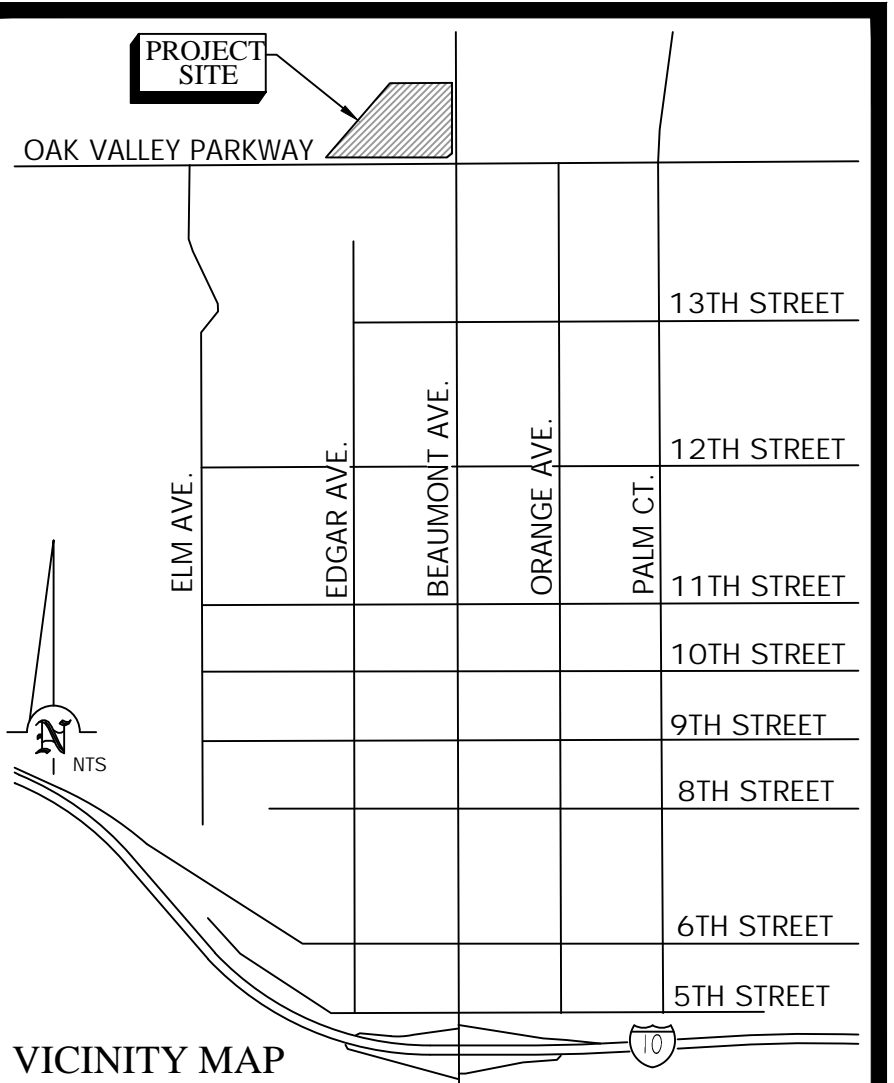 PROJECT
SITE
OAK VALLEY PARKWAY
13TH STREET
12TH STREET
ELM AVE.
EDGAR AVE.
BEAUMONT AVE.
ORANGE AVE.
PALM CT.
11TH STREET
10TH STREET
9TH STREET
N
NTS
8TH STREET
6TH STREET
5TH STREET
10
VICINITY MAP